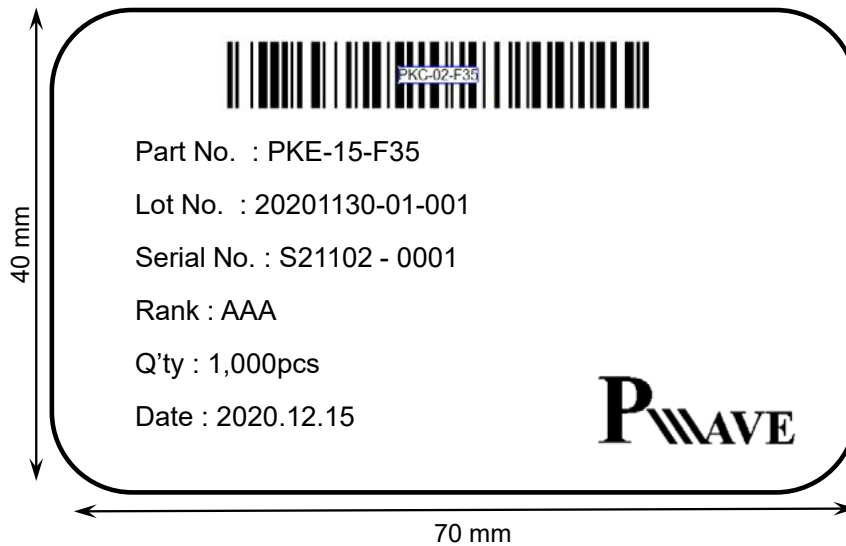 PKC-02-F35
Part No. : PKE-15-F35
Lot No. : 20201130-01-001
Serial No. : S21102 - 0001
Rank : AAA
Q’ty : 1,000pcs
Date : 2020.12.15
PWAVE
40 mm
70 mm